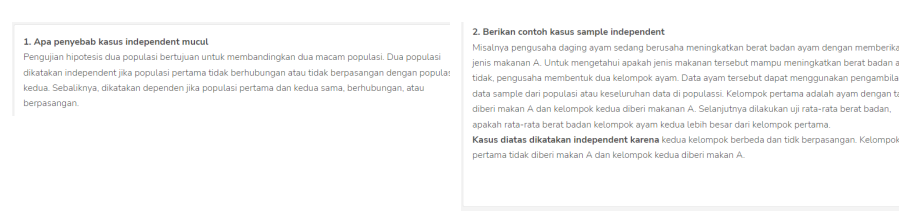 1. Apa penyebab kasus independent mucul
Pengujian hipotesis dua populasi bertujuan untuk membandingkan dua macam populasi. Dua populasi
dikatakan independent jika populasi pertama tidak berhubungan atau tidak berpasangan dengan populas
kedua. Sebaliknya, dikatakan dependen jika populasi pertama dan kedua sama, berhubungan, atau
berpasangan.
2. Berikan contoh kasus sample independent
Misalnya pengusaha daging ayam sedang berusaha meningkatkan berat badan ayam dengan memberika
jenis makanan A. Untuk mengetahui apakah jenis makanan tersebut mampu meningkatkan berat badan a
tidak, pengusaha membentuk dua kelompok ayam. Data ayam tersebut dapat menggunakan pengambila
data sample dari populasi atau keseluruhan data di populassi. Kelompok pertama adalah ayam dengan ta
diberi makan A dan kelompok kedua diberi makanan A. Selanjutnya dilakukan uji rata-rata berat badan,
apakah rata-rata berat badan kelompok ayam kedua lebih besar dari kelompok pertama.
Kasus diatas dikatakan independent karena kedua kelompok berbeda dan tidk berpasangan. Kelompok
pertama tidak diberi makan A dan kelompok kedua diberi makan A.